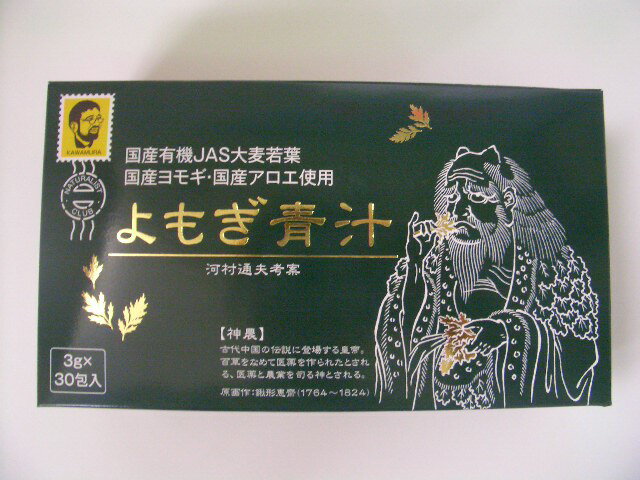 KAWAMURA
NATURALIST
CLUB
国産有機JAS大麦若葉
国産ヨモギ・国産アロエ使用
よもぎ青汁
河村通夫考案
【神農】
古代中国の伝説に登場する皇帝。
百草をなめて医薬を作られたとされ
る、医薬と農業を司る神とされる。
原画作：鍬形恵齋(1764～1824)
3g×
30包入